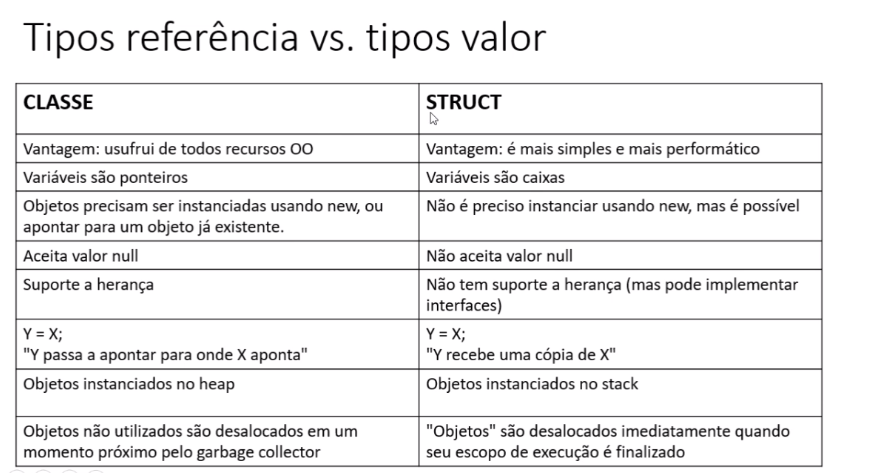 Tipos referência vs. tipos valor
CLASSE
STRUCT
Vantagem: usufrui de todos recursos OO
Vantagem: é mais simples e mais performático
Variáveis são ponteiros
Variáveis são caixas
Objetos precisam ser instanciadas usando new, ou
apontar para um objeto já existente.
Não é preciso instanciar usando new, mas é possível
Aceita valor null
Não aceita valor null
Suporte a herança
Não tem suporte a herança (mas pode implementar
interfaces)
Y = X;
"Y passa a apontar para onde X aponta"
Y = X;
"Y recebe uma cópia de X"
Objetos instanciados no heap
Objetos instanciados no stack
Objetos não utilizados são desalocados em um
momento próximo pelo garbage collector
"Objetos" são desalocados imediatamente quando
seu escopo de execução é finalizado